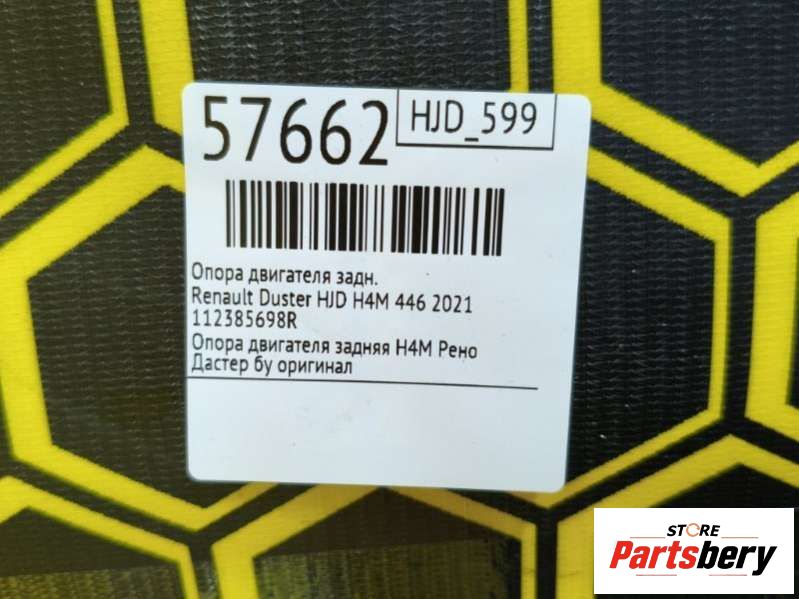 57662
HJD_599
Опора двигателя задн.
Renault Duster HJD H4M 446 2021
112385698R
Опора двигателя задняя H4M Рено
Дастер бу оригинал
STORE
Partsbery